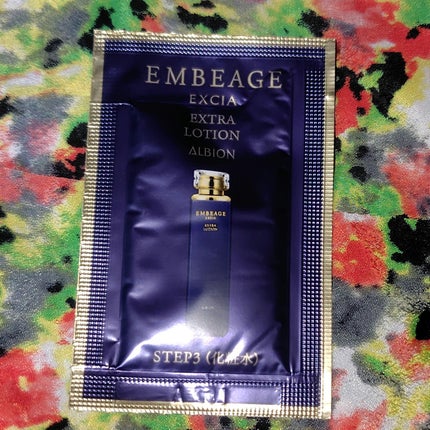 EMBEAGE
EXCIA
EXTRA
LOTION
ALBION
EMBEAGE
EXCIA
EXTRA
LOTION
STEP3 (化粧水)